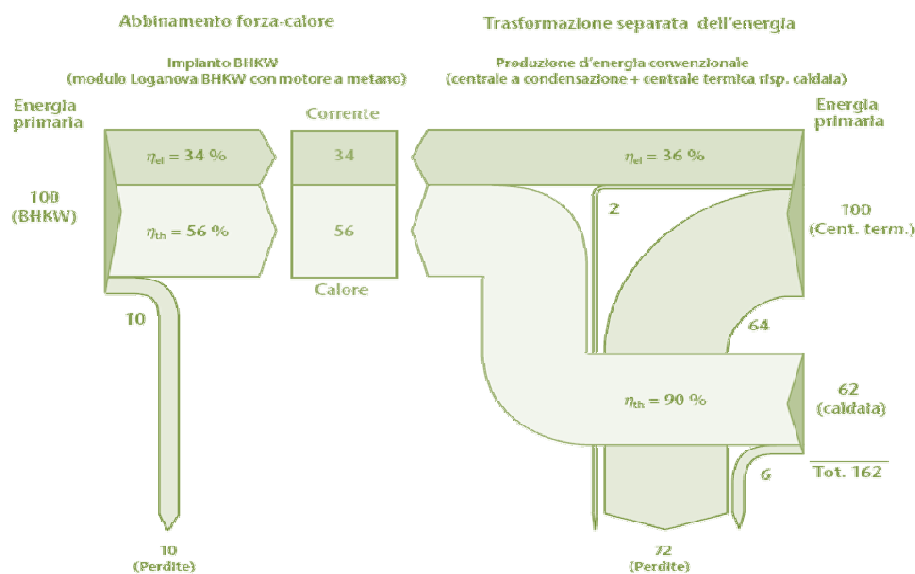 Abbinamento forza-calore
Trasformazione separata dell'energia
Impianto BHKW
(modulo Loganova BHKW con motore a metano)
Produzione d'energia convenzionale
(centrale a condensazione + centrale termica risp. caldaia)
Energia
primaria
Corrente
Energia
primaria
ηel = 34 %
34
ηel = 36 %
100
(BHKW)
2
100
(Cent. term.)
ηth = 56 %
56
Calore
10
64
ηth = 90 %
62
(caldaia)
6
Tot. 162
10
(Perdite)
72
(Perdite)